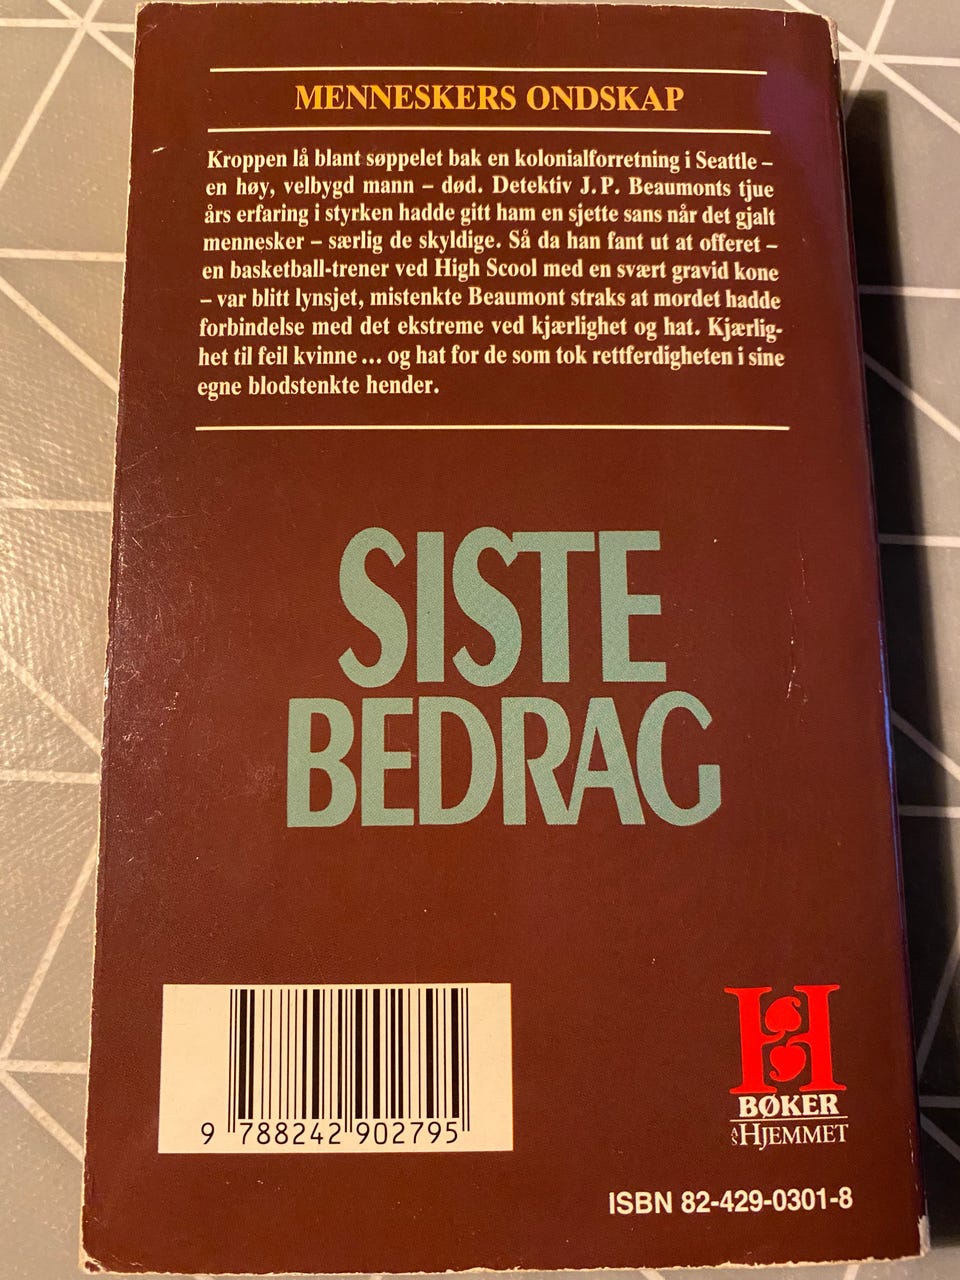 MENNESKERS ONDSKAP
Kroppen lå blant søppelet bak en kolonialforretning i Seattle –
en høy, velbygd mann – død. Detektiv J. P. Beaumonts tjue
års erfaring i styrken hadde gitt ham en sjette sans når det gjalt
mennesker – særlig de skyldige. Så da han fant ut at offeret –
en basketball-trener ved High Scool med en svært gravid kone
– var blitt lynsjet, mistenkte Beaumont straks at mordet hadde
forbindelse med det ekstreme ved kjærlighet og hat. Kjærlig-
het til feil kvinne ... og hat for de som tok rettferdigheten i sine
egne blodstenkte hender.
SISTE
BEDRAG
9 788242 902795
H
BØKER
A/S HJEMMET
ISBN 82-429-0301-8